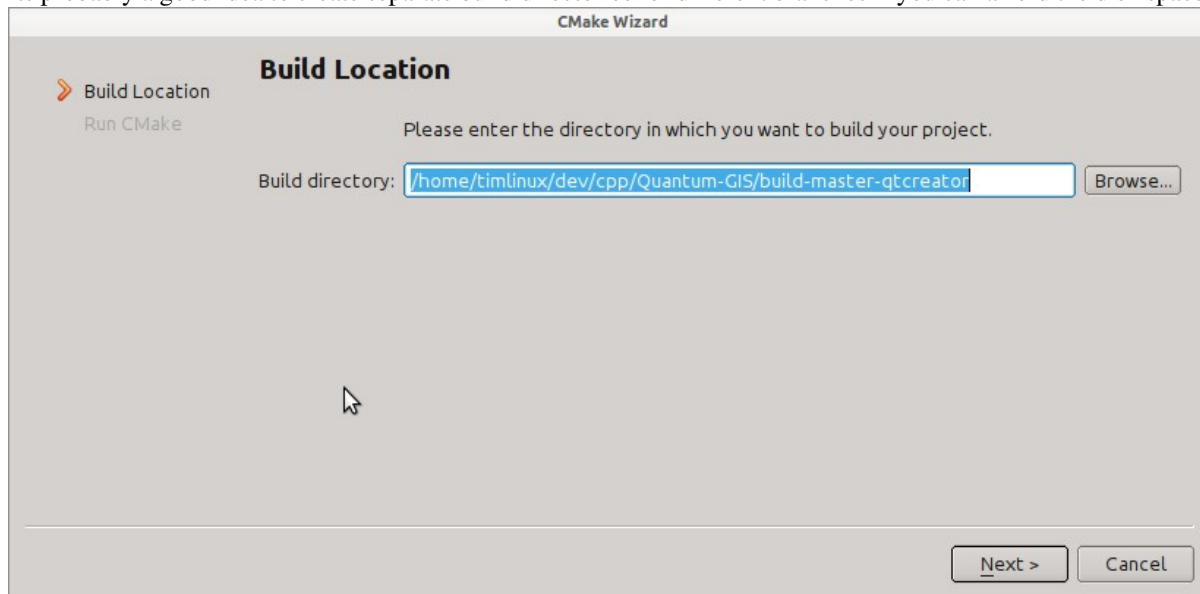 CMake Wizard
Build Location
Build Location
Run CMake
Please enter the directory in which you want to build your project.
Build directory: /home/timlinux/dev/cpp/Quantum-GIS/build-master-qtcreator Browse...
Next > Cancel